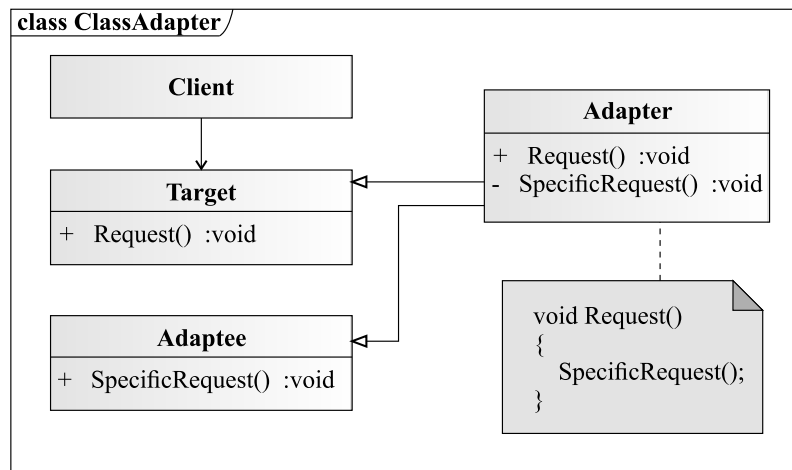 class ClassAdapter
Client
Target
+ Request() :void
Adaptee
+ SpecificRequest() :void
Adapter
+ Request() :void
- SpecificRequest() :void
void Request()
{
SpecificRequest();
}